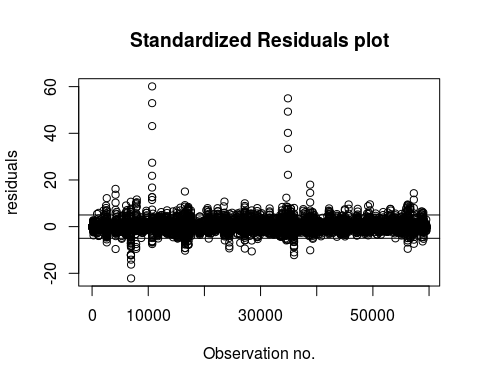 Standardized Residuals plot
60
40
20
0
-20
residuals
0 10000 30000 50000
Observation no.